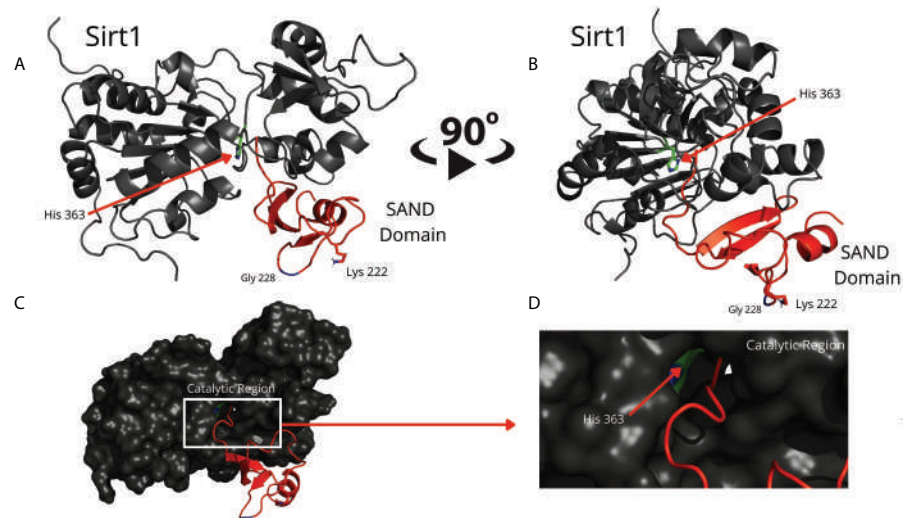 Sirt1
A
His 363
SAND
Domain
Gly 228
Lys 222
90°
Sirt1
B
His 363
SAND
Domain
Gly 228
Lys 222
C
Catalytic Region
D
Catalytic Region
His 363